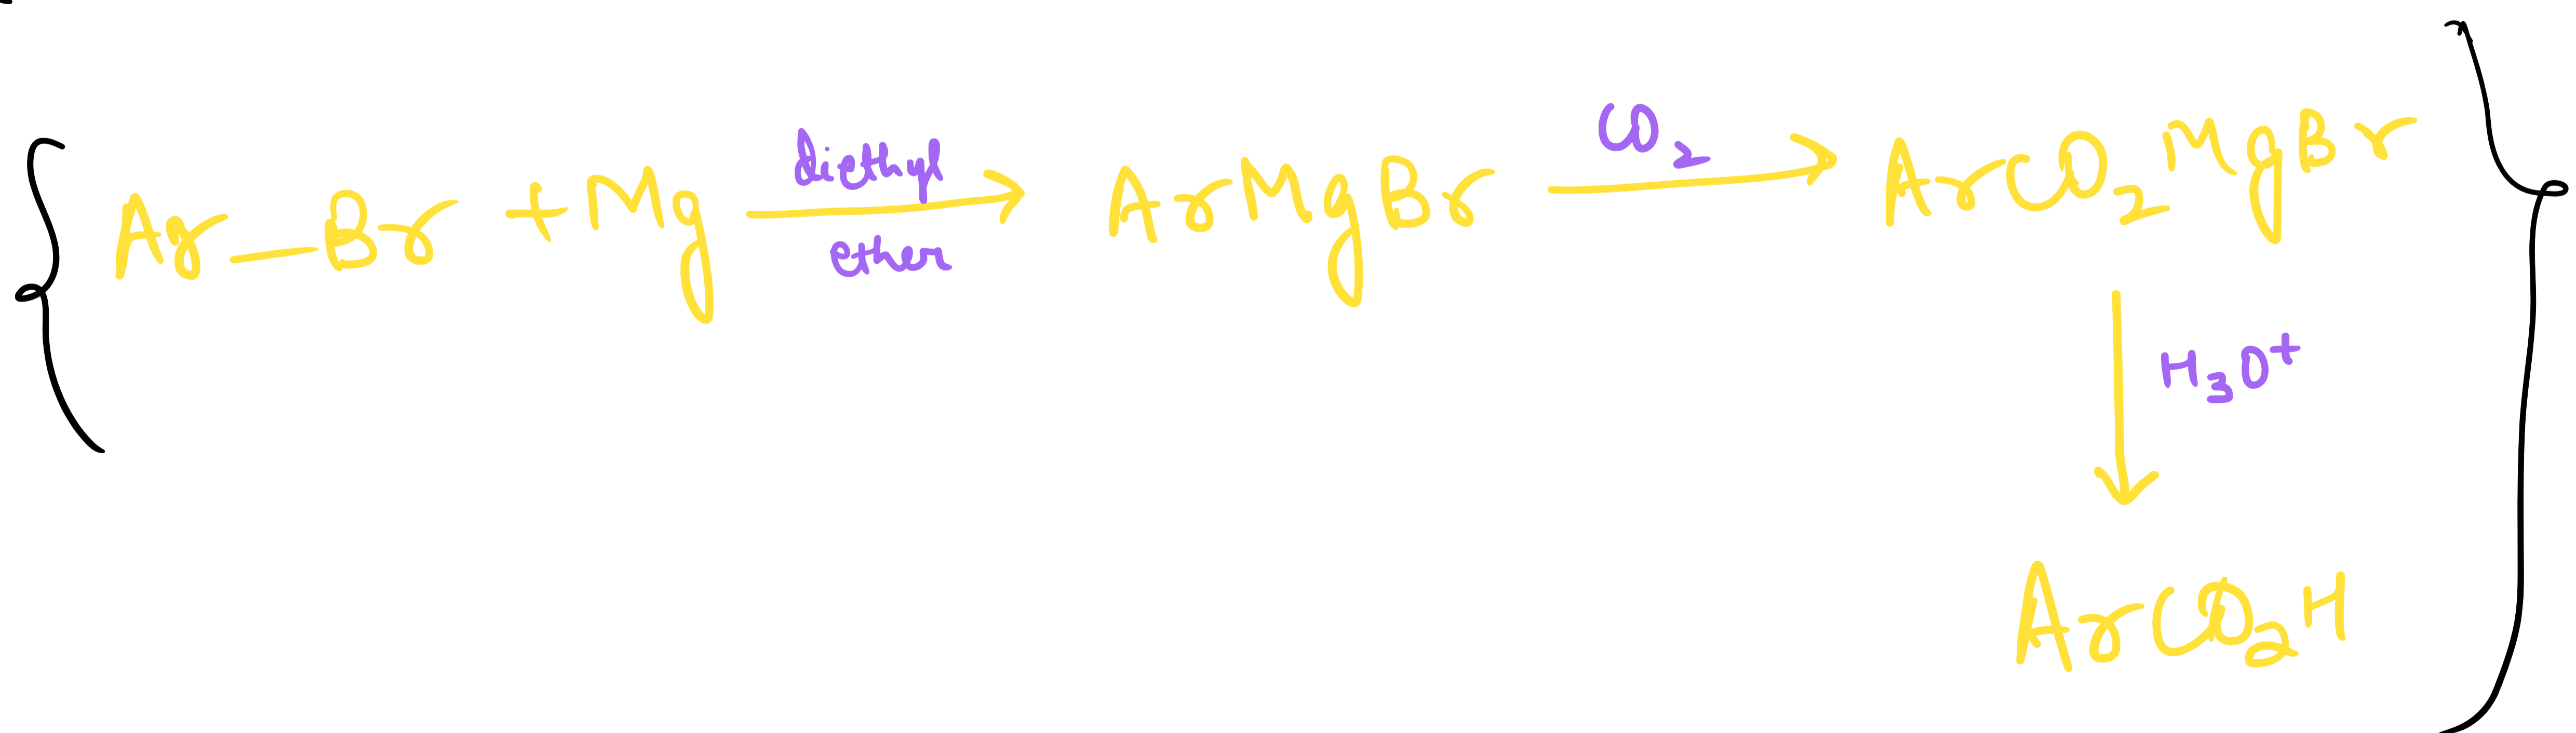 diethyl CO₂
Ar—Br + Mg → ArMgBr → ArCO₂MgBr
ether
H₃O⁺
ArCO₂H